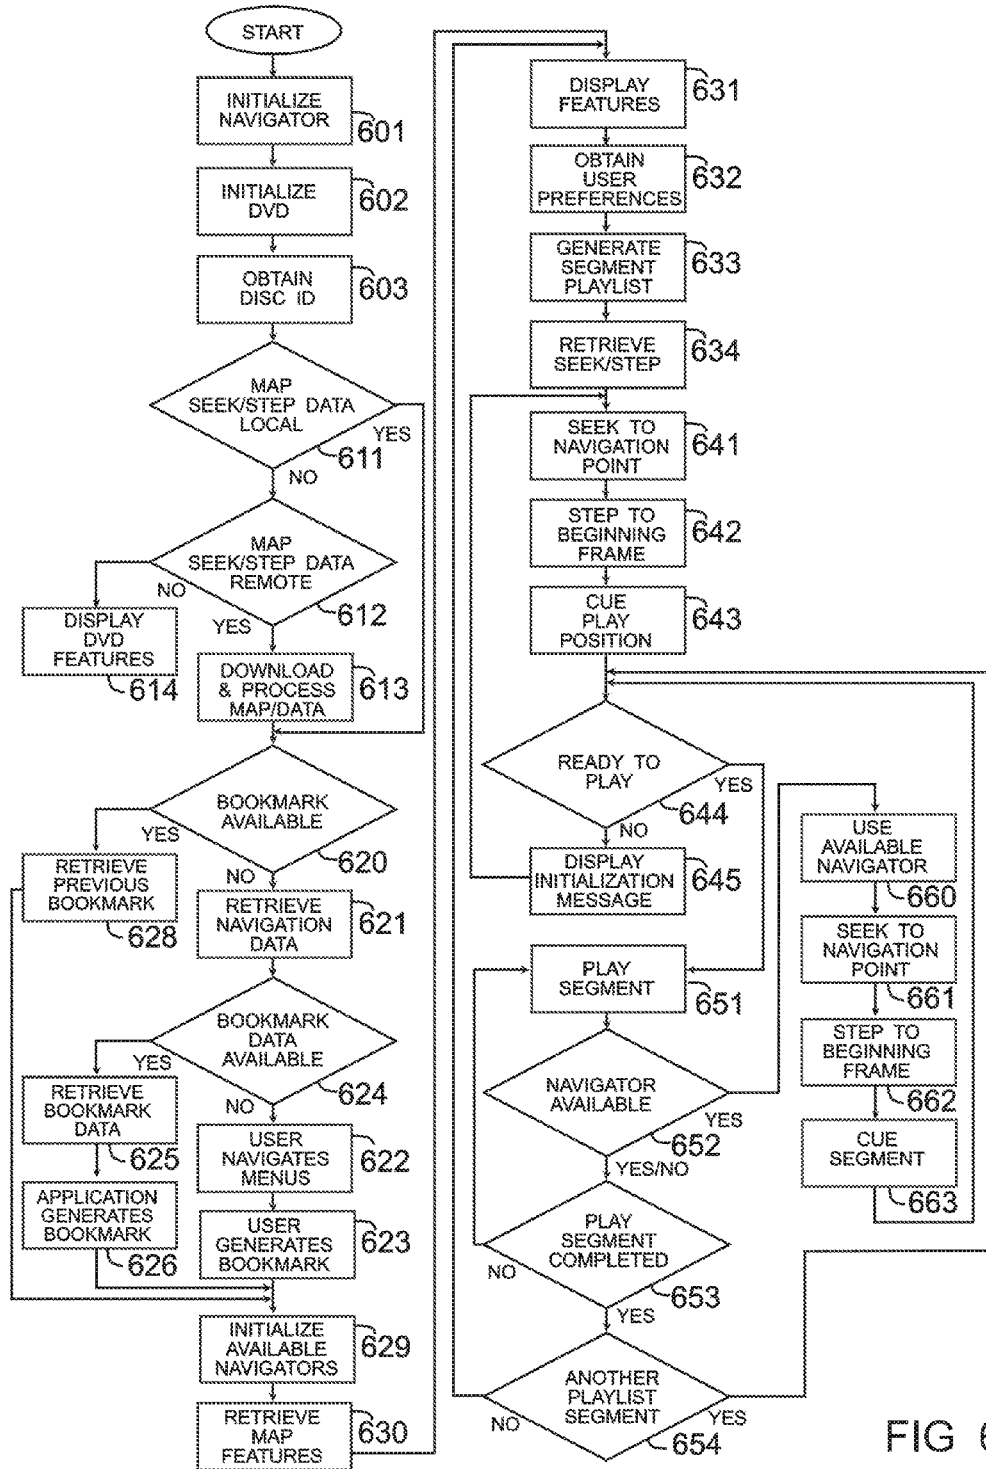 START
INITIALIZE
NAVIGATOR
601
INITIALIZE
DVD
602
OBTAIN
DISC ID
603
MAP
SEEK/STEP DATA
LOCAL
YES
611
NO
MAP
SEEK/STEP DATA
REMOTE
NO
612
YES
DISPLAY
DVD
FEATURES
614
DOWNLOAD
& PROCESS
MAP/DATA
613
BOOKMARK
AVAILABLE
YES
620
NO
RETRIEVE
PREVIOUS
BOOKMARK
628
RETRIEVE
NAVIGATION
DATA
621
BOOKMARK
DATA
AVAILABLE
YES
624
NO
RETRIEVE
BOOKMARK
DATA
625
USER
NAVIGATES
MENUS
622
APPLICATION
GENERATES
BOOKMARK
626
USER
GENERATES
BOOKMARK
623
INITIALIZE
AVAILABLE
NAVIGATORS
629
RETRIEVE
MAP
FEATURES
630
DISPLAY
FEATURES
631
OBTAIN
USER
PREFERENCES
632
GENERATE
SEGMENT
PLAYLIST
633
RETRIEVE
SEEK/STEP
634
SEEK TO
NAVIGATION
POINT
641
STEP TO
BEGINNING
FRAME
642
CUE
PLAY
POSITION
643
READY TO
PLAY
YES
644
NO
DISPLAY
INITIALIZATION
MESSAGE
645
PLAY
SEGMENT
651
NAVIGATOR
AVAILABLE
YES
652
YES/NO
PLAY
SEGMENT
COMPLETED
NO
653
YES
ANOTHER
PLAYLIST
SEGMENT
NO
YES
654
USE
AVAILABLE
NAVIGATOR
660
SEEK TO
NAVIGATION
POINT
661
STEP TO
BEGINNING
FRAME
662
CUE
SEGMENT
663
FIG 6